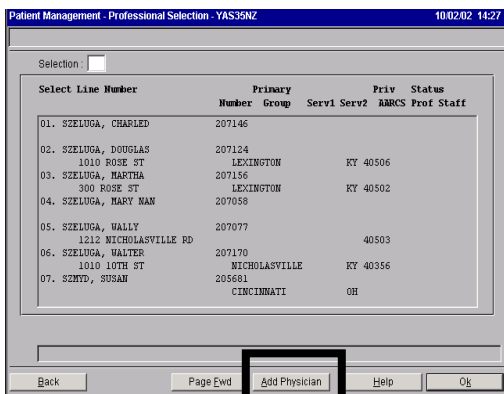 Patient Management - Professional Selection - YAS35NZ 10/02/02 14:27
Selection :
Select Line Number Primary Priv Status
Number Group Serv1 Serv2 AARCS Prof Staff
01. SZELUGA, CHARLED 207146
02. SZELUGA, DOUGLAS 207124
1010 ROSE ST LEXINGTON KY 40506
03. SZELUGA, MARTHA 207156
300 ROSE ST LEXINGTON KY 40502
04. SZELUGA, MARY NAN 207058
05. SZELUGA, WALLY 207077
1212 NICHOLASVILLE RD 40503
06. SZELUGA, WALTER 207170
1010 10TH ST NICHOLASVILLE KY 40356
07. SZMYD, SUSAN 205681
CINCINNATI OH
Back Page Fwd Add Physician Help Ok